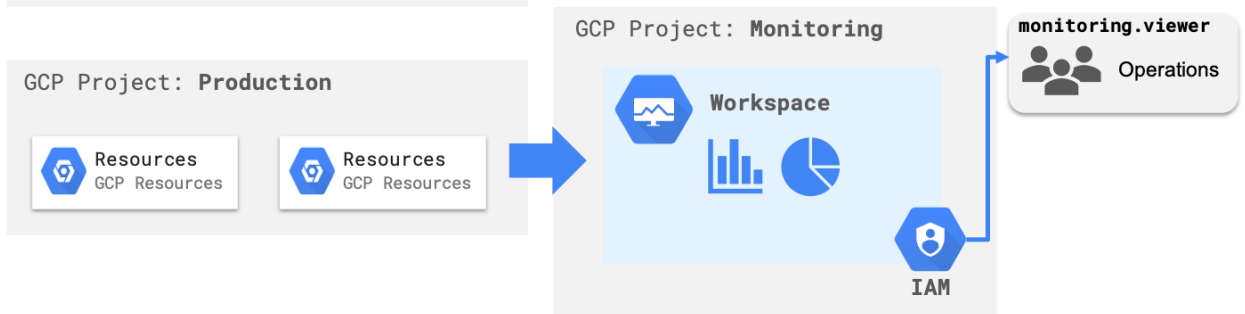 GCP Project: Production
Resources
GCP Resources
Resources
GCP Resources
GCP Project: Monitoring
Workspace
IAM
monitoring.viewer
Operations